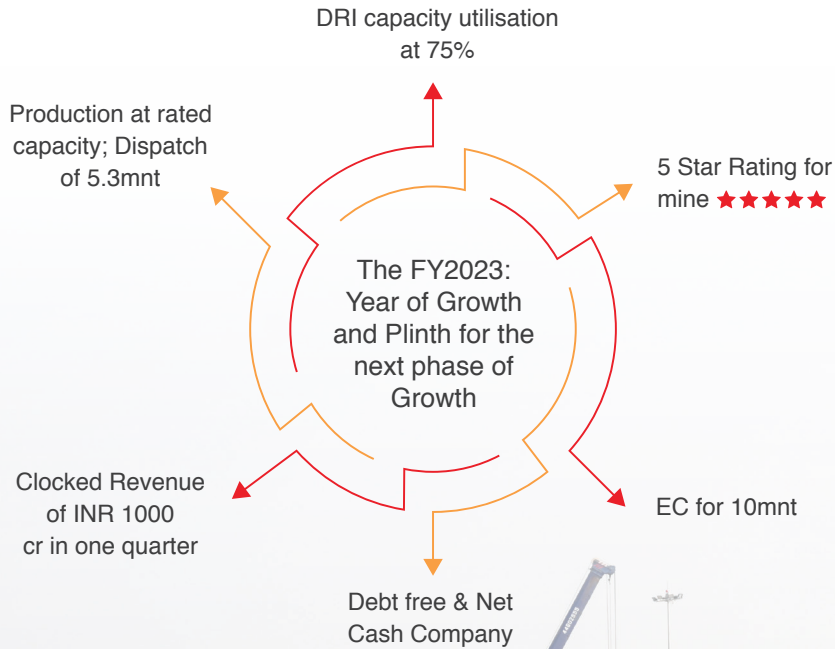 DRI capacity utilisation
at 75%
Production at rated
capacity; Dispatch
of 5.3mnt
5 Star Rating for
mine ★★★★★
The FY2023:
Year of Growth
and Plinth for the
next phase of
Growth
Clocked Revenue
of INR 1000
cr in one quarter
EC for 10mnt
Debt free & Net
Cash Company